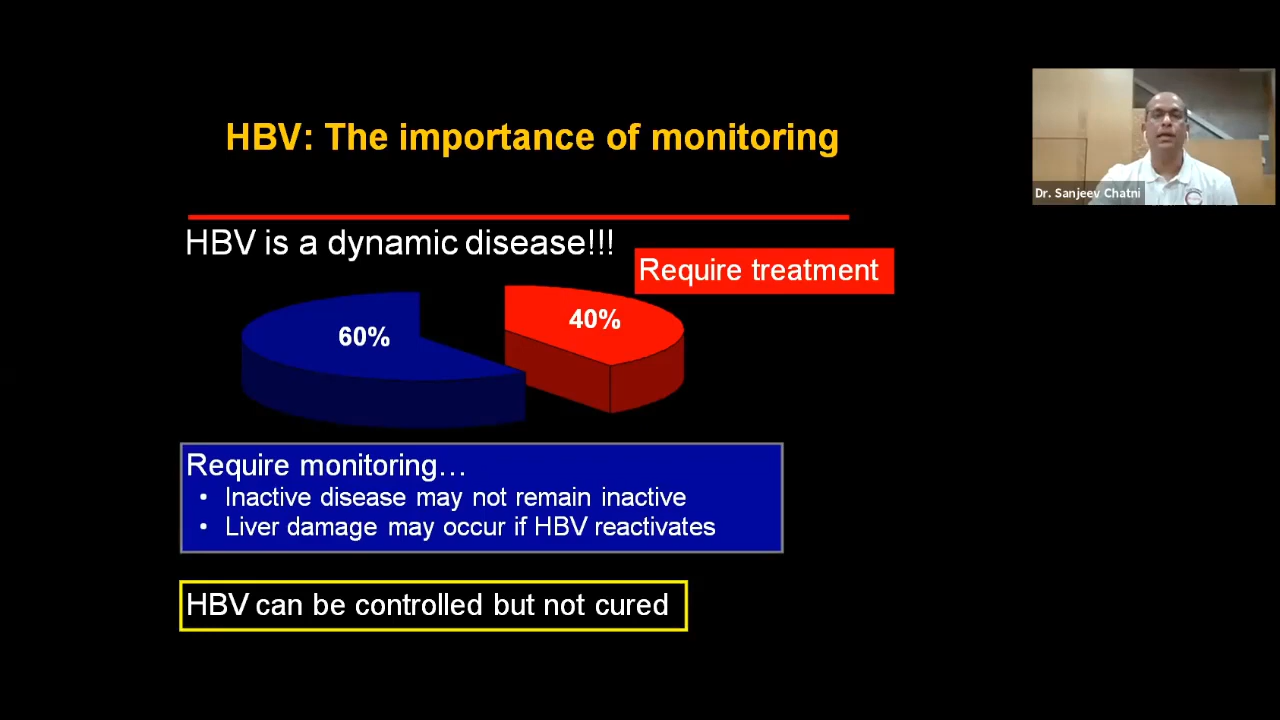 HBV: The importance of monitoring
Dr. Sanjeev Chatni
HBV is a dynamic disease!!!
Require treatment
60%
40%
Require monitoring…
• Inactive disease may not remain inactive
• Liver damage may occur if HBV reactivates
HBV can be controlled but not cured